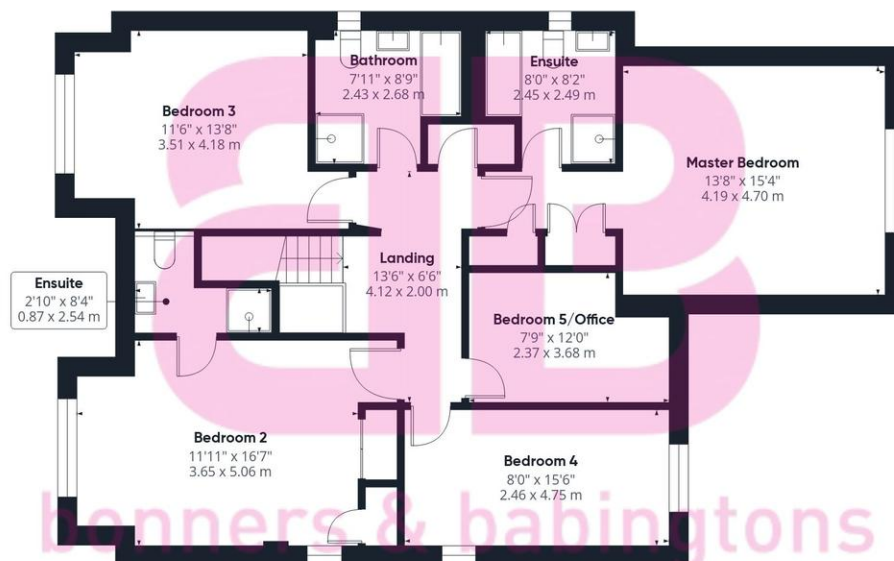 Bathroom
7'11" x 8'9"
2.43 x 2.68 m
Ensuite
8'0" x 8'2"
2.45 x 2.49 m
Bedroom 3
11'6" x 13'8"
3.51 x 4.18 m
Master Bedroom
13'8" x 15'4"
4.19 x 4.70 m
Landing
13'6" x 6'6"
4.12 x 2.00 m
Ensuite
2'10" x 8'4"
0.87 x 2.54 m
Bedroom 5/Office
7'9" x 12'0"
2.37 x 3.68 m
Bedroom 2
11'11" x 16'7"
3.65 x 5.06 m
Bedroom 4
8'0" x 15'6"
2.46 x 4.75 m
bonners & babingtons